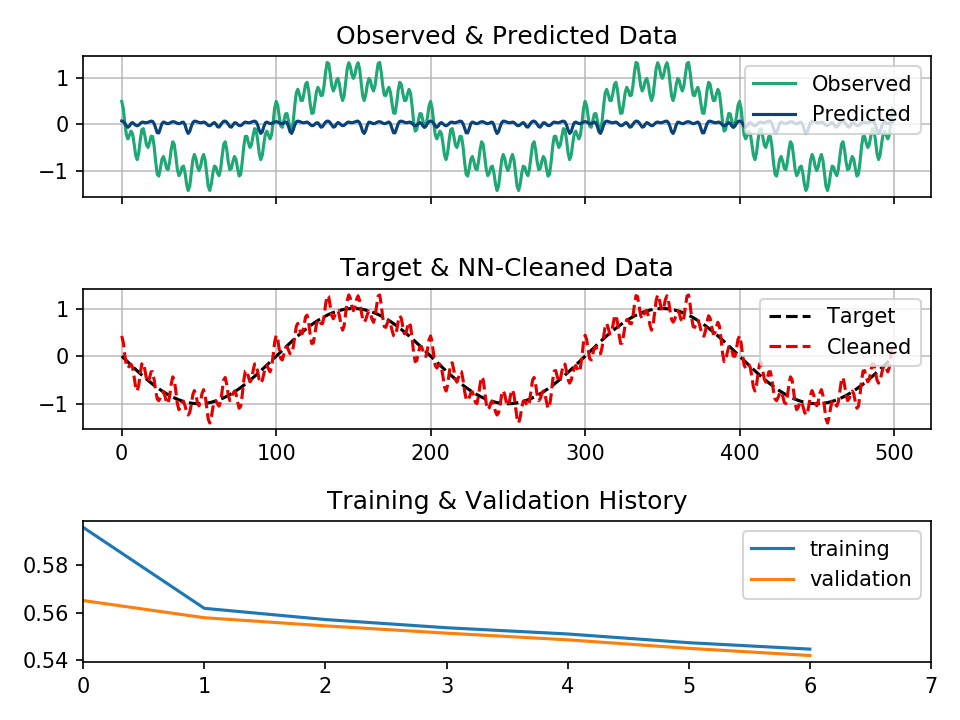 Observed & Predicted Data
1
0
−1
Observed
Predicted
Target & NN-Cleaned Data
1
0
−1
Target
Cleaned
0 100 200 300 400 500
Training & Validation History
0.58
0.56
0.54
training
validation
0 1 2 3 4 5 6 7